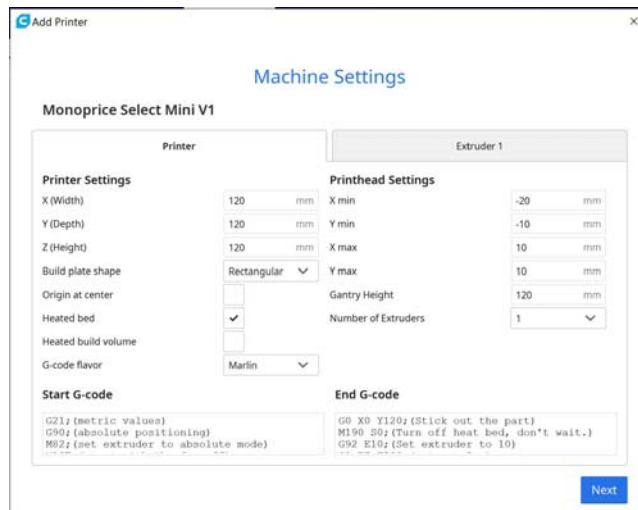 Add Printer
Machine Settings
Monoprice Select Mini V1
Printer
Extruder 1
Printer Settings
X (Width)
120 mm
Y (Depth)
120 mm
Z (Height)
120 mm
Build plate shape
Rectangular
Origin at center
Heated bed
Heated build volume
G-code flavor
Marlin
Printhead Settings
X min
-20 mm
Y min
-10 mm
X max
10 mm
Y max
10 mm
Gantry Height
120 mm
Number of Extruders
1
Start G-code
G21;(metric values)
G90;(absolute positioning)
M82;(set extruder to absolute mode)
End G-code
G0 X0 Y120;(Stick out the part)
M190 S0;(Turn off heat bed, don't wait.)
G92 E10;(Set extruder to 10)
Next